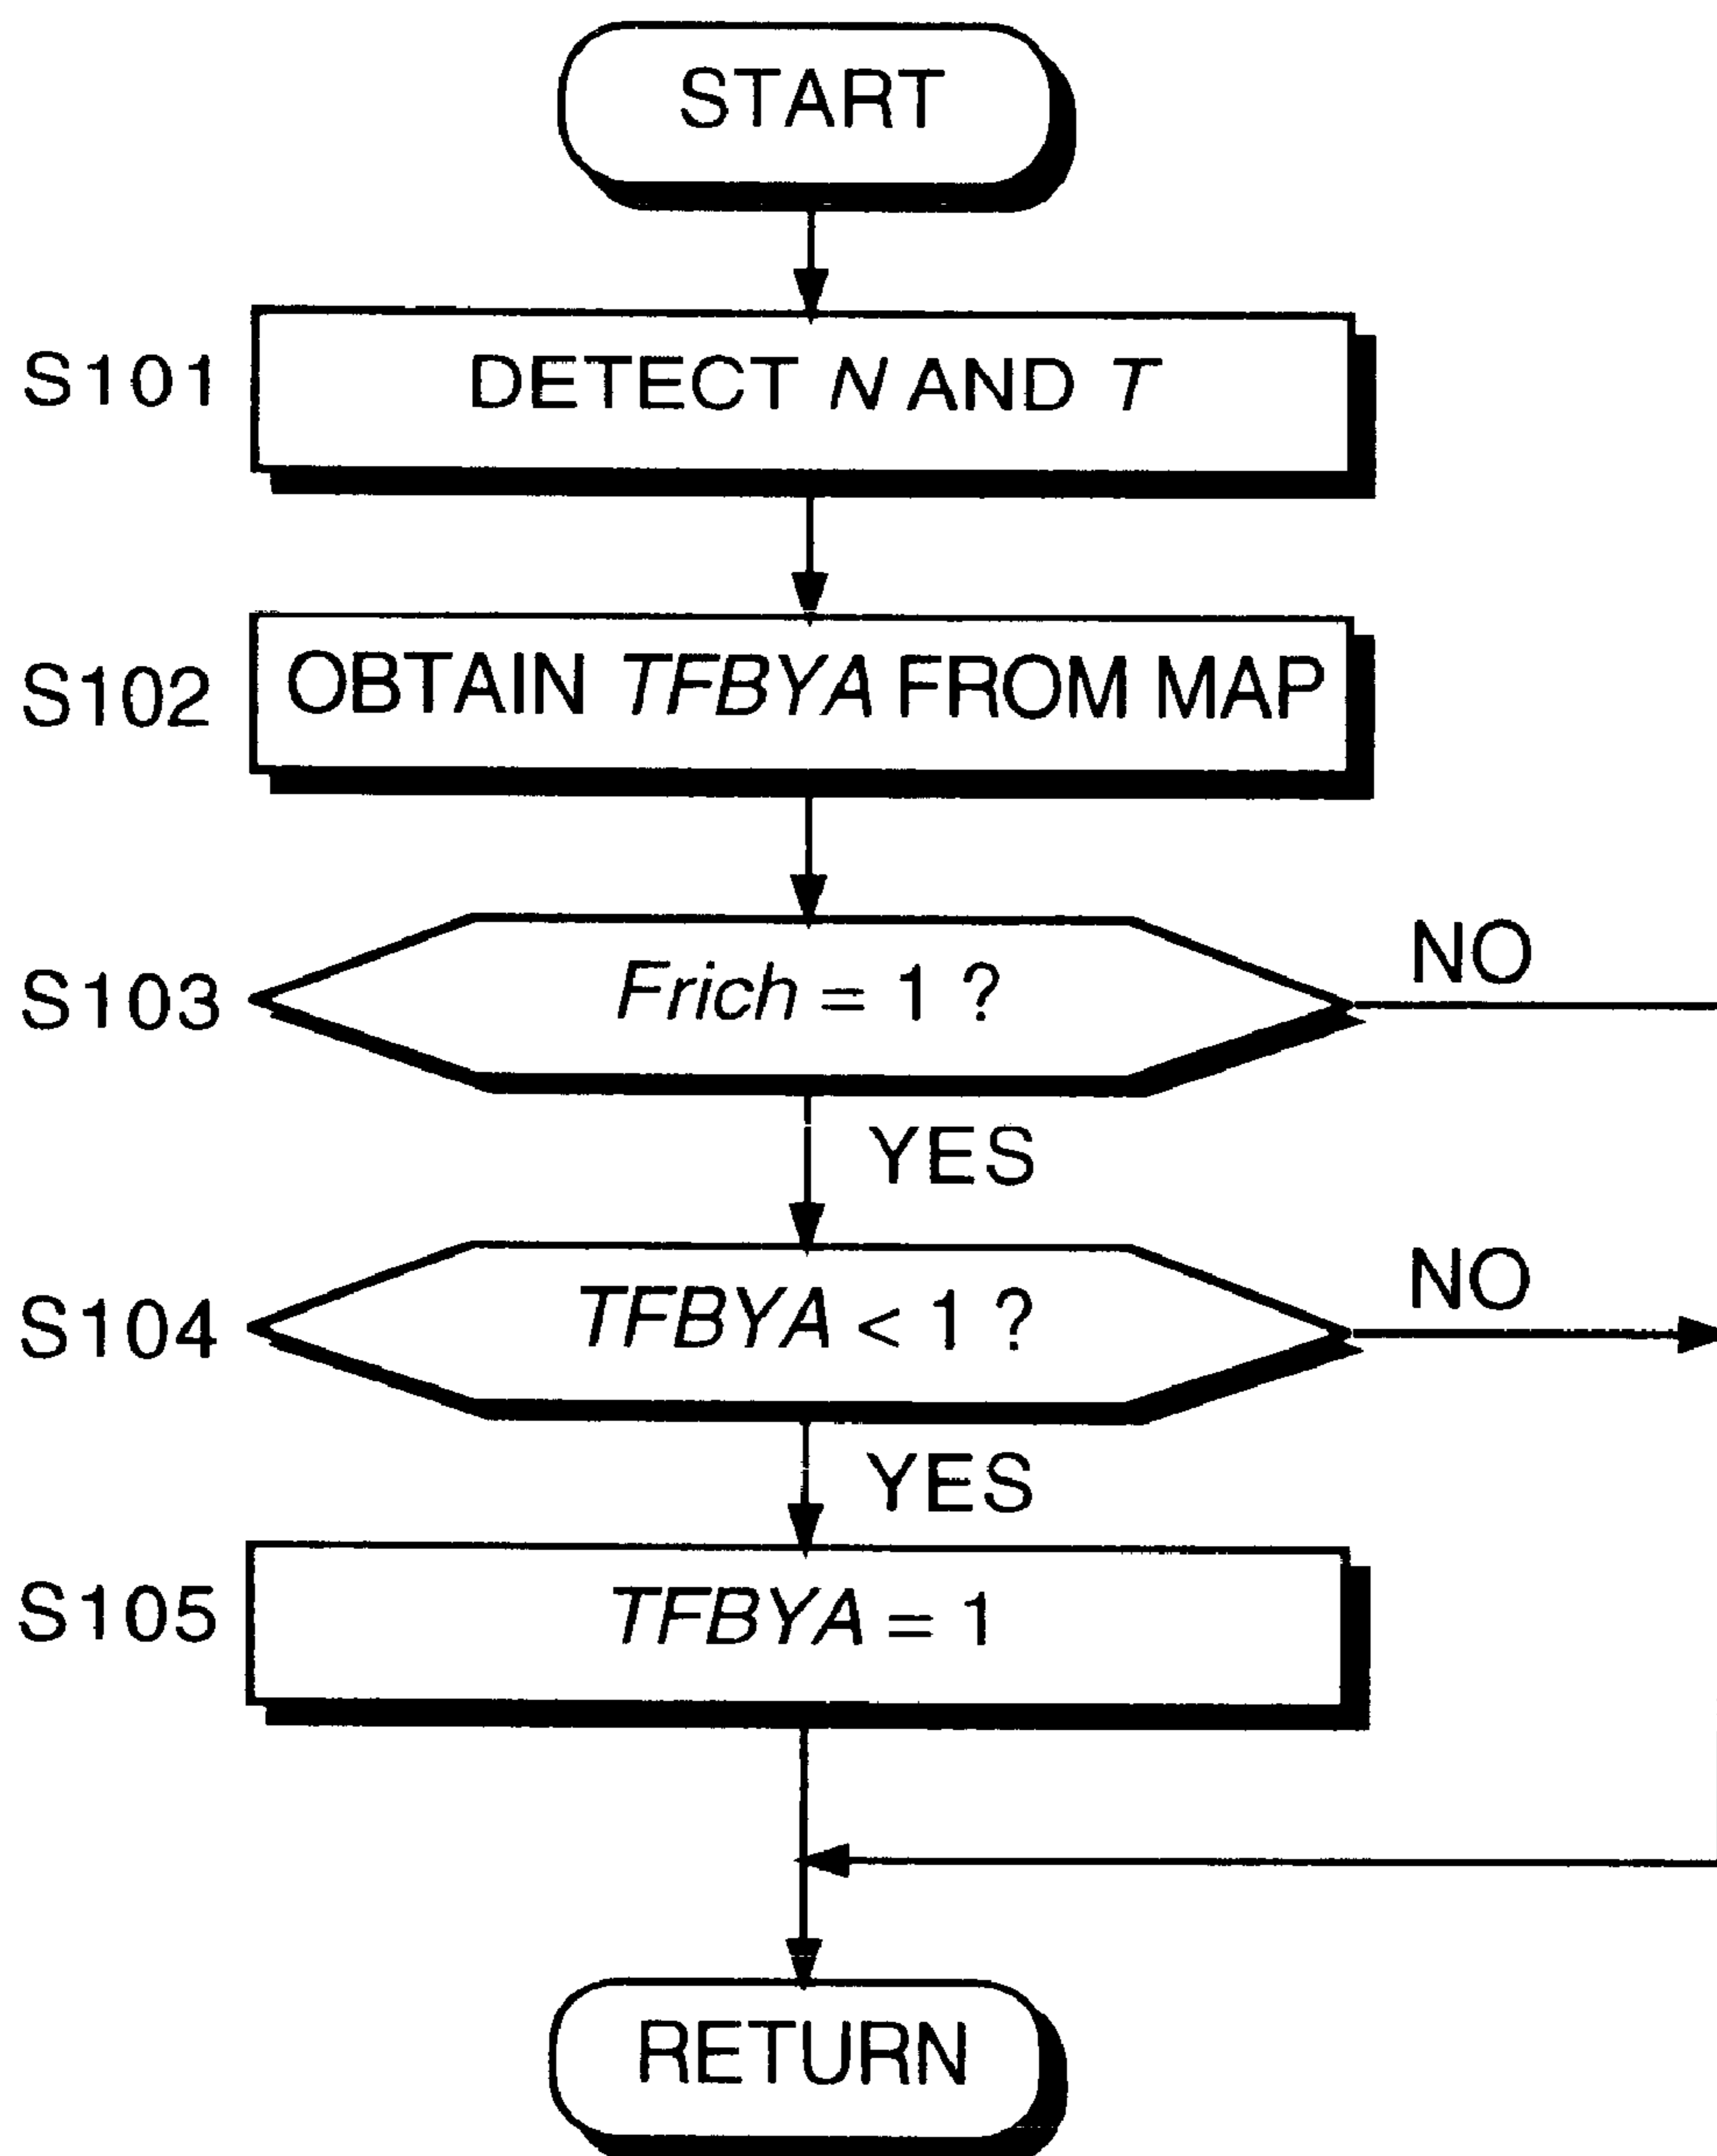 START
S101 DETECT N AND T
S102 OBTAIN TFBYA FROM MAP
S103 Frich = 1 ? NO
YES
S104 TFBYA < 1 ? NO
YES
S105 TFBYA = 1
RETURN